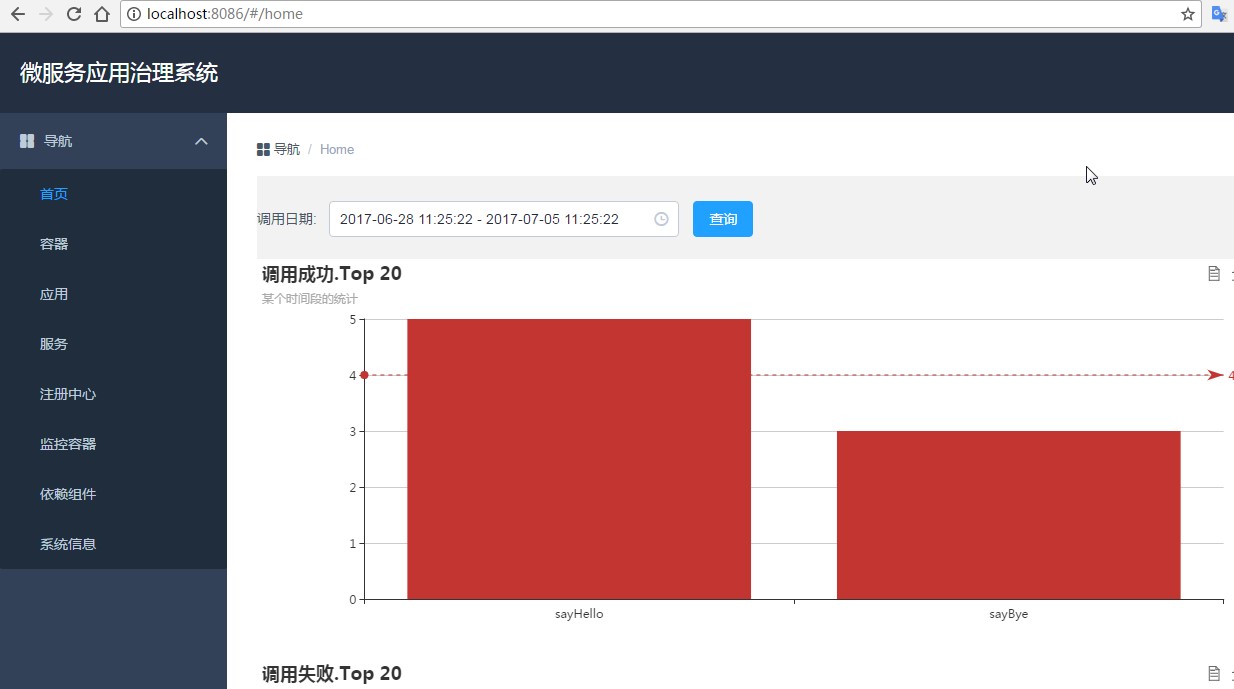 localhost:8086/#/home
微服务应用治理系统
导航
首页
容器
应用
服务
注册中心
监控容器
依赖组件
系统信息
导航 / Home
调用日期: 2017-06-28 11:25:22 - 2017-07-05 11:25:22 查询
调用成功.Top 20
某个时间段的统计
5
4 4
3
2
1
0
sayHello sayBye
调用失败.Top 20